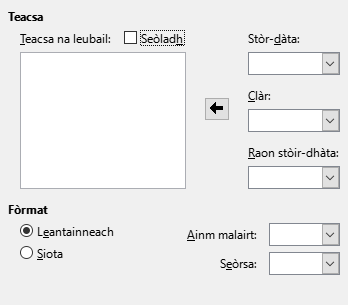 Teacsa
Teacsa na leubail: Seòladh Stòr-dàta:
Clàr:
Raon stòir-dhàta:
Fòrmat
Leantainneach Ainm malairt:
Siota Seòrsa: